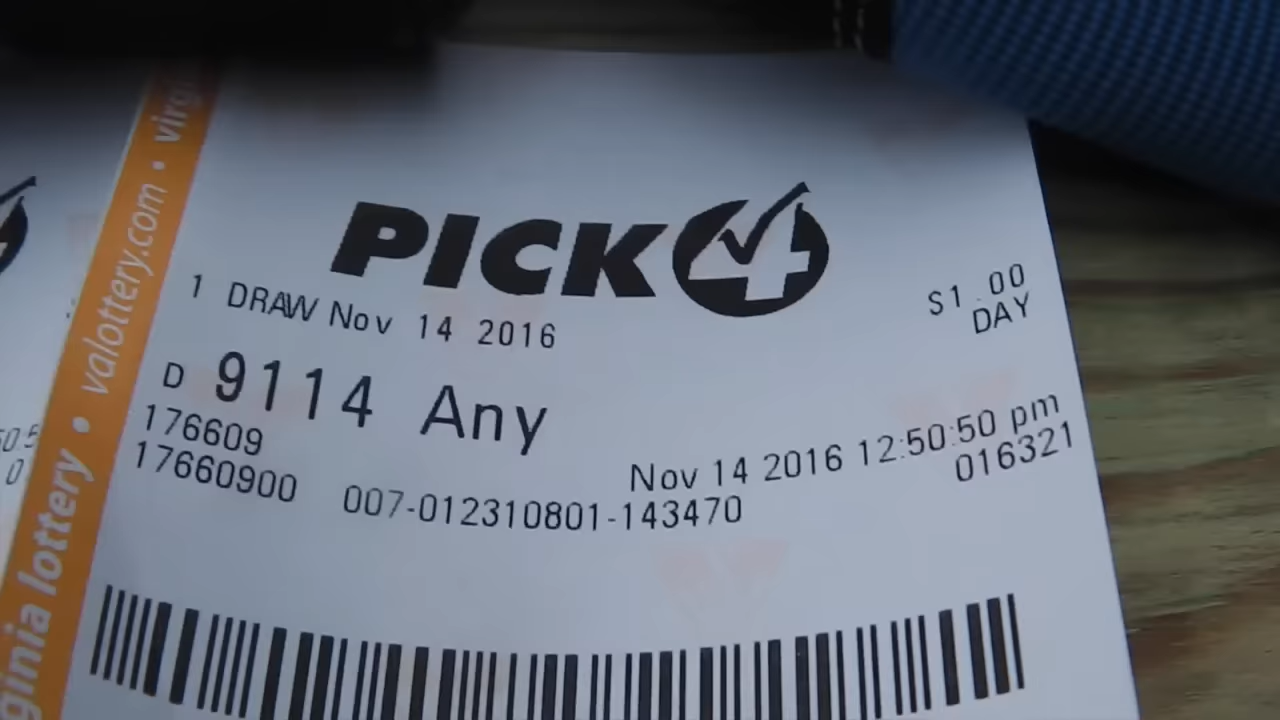 virg
valottery.com •
ginia lottery •
PICK 4
1 DRAW Nov 14 2016
$1.00
DAY
D 9114 Any
176609
Nov 14 2016 12:50:50 pm
17660900 007-012310801-143470
016321